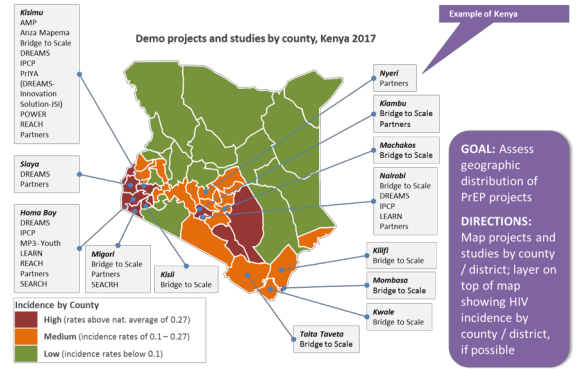 Example of Kenya
Demo projects and studies by county, Kenya 2017
Kisimu
AMP
Anza Mapema
Bridge to Scale
DREAMS
IPCP
PrIYA
(DREAMS-
Innovation
Solution-JSI)
POWER
REACH
Partners
Siaya
DREAMS
Partners
Homa Bay
DREAMS
IPCP
MP3- Youth
LEARN
REACH
Partners
SEARCH
Migori
Bridge to Scale
Partners
SEACRH
Kisii
Bridge to Scale
Nyeri
Partners
Kiambu
Bridge to Scale
Partners
Machakos
Bridge to Scale
Nairobi
Bridge to Scale
DREAMS
IPCP
LEARN
Partners
Kilifi
Bridge to Scale
Mombasa
Bridge to Scale
Kwale
Bridge to Scale
Taita Taveta
Bridge to Scale
Incidence by County
High (rates above nat. average of 0.27)
Medium (incidence rates of 0.1 – 0.27)
Low (incidence rates below 0.1)
GOAL: Assess
geographic
distribution of
PrEP projects
DIRECTIONS:
Map projects and
studies by county
/ district; layer on
top of map
showing HIV
incidence by
county / district,
if possible